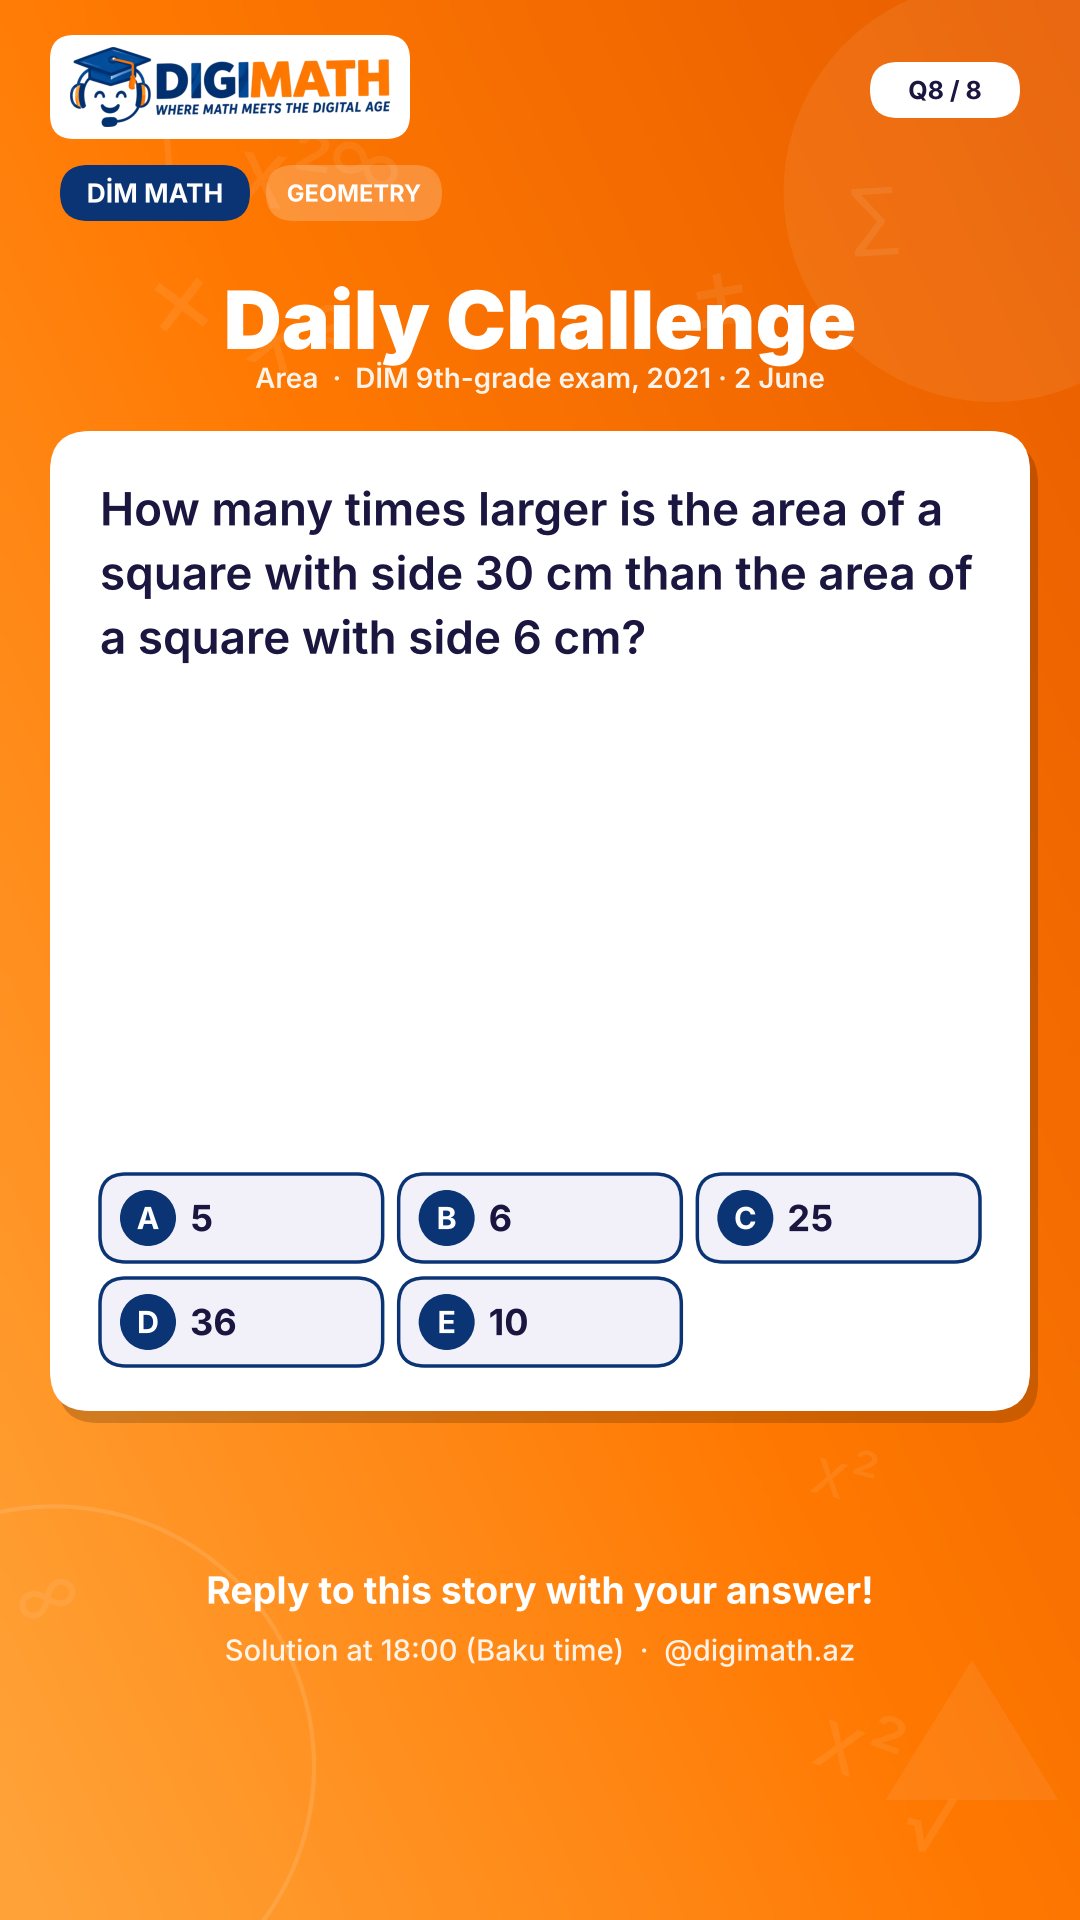 DIGIMATH
WHERE MATH MEETS THE DIGITAL AGE
Q8 / 8
DİM MATH
GEOMETRY
Daily Challenge
Area · DİM 9th-grade exam, 2021 · 2 June
How many times larger is the area of a
square with side 30 cm than the area of
a square with side 6 cm?
A 5
B 6
C 25
D 36
E 10
Reply to this story with your answer!
Solution at 18:00 (Baku time) · @digimath.az